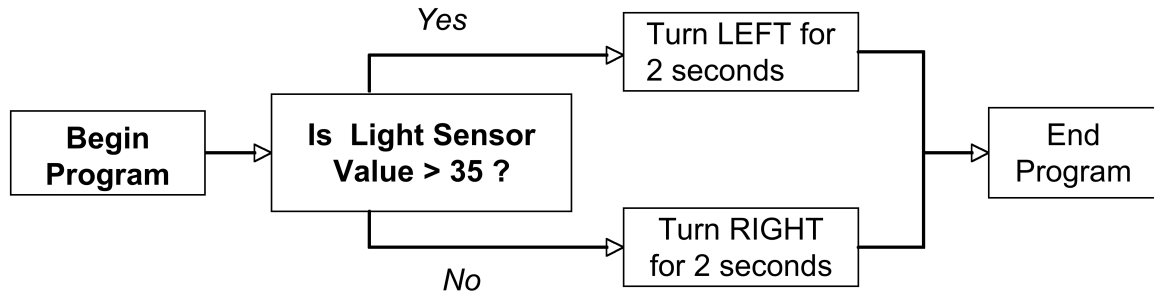 Yes
Turn LEFT for
2 seconds
Begin
Program
Is Light Sensor
Value > 35 ?
End
Program
Turn RIGHT
for 2 seconds
No